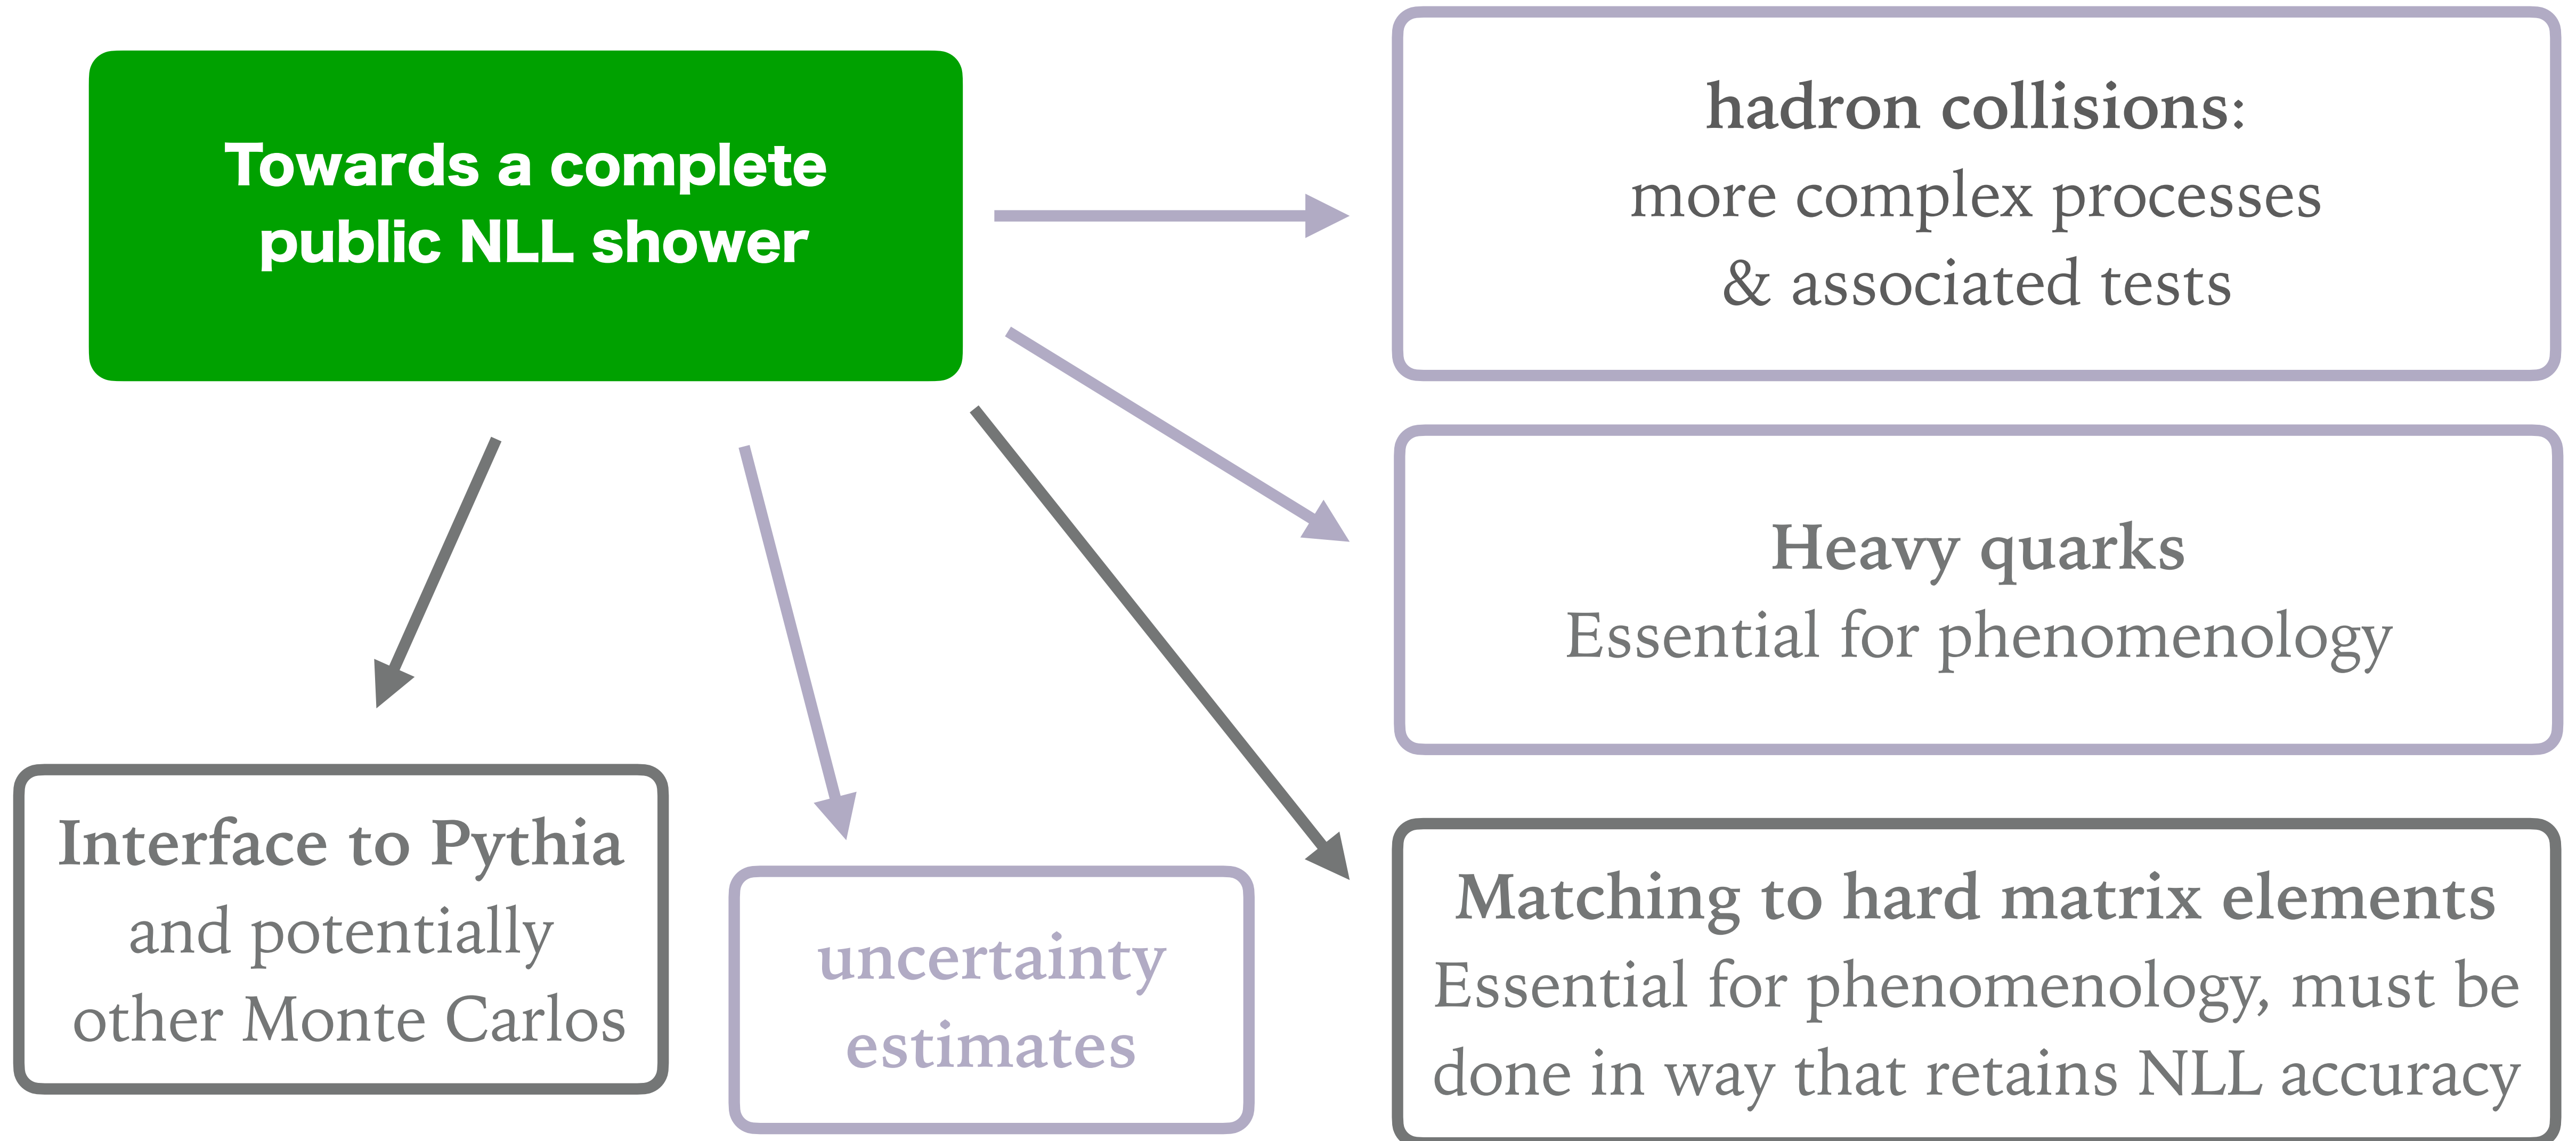 Towards a complete
public NLL shower
hadron collisions:
more complex processes
& associated tests
Heavy quarks
Essential for phenomenology
Interface to Pythia
and potentially
other Monte Carlos
uncertainty
estimates
Matching to hard matrix elements
Essential for phenomenology, must be
done in way that retains NLL accuracy